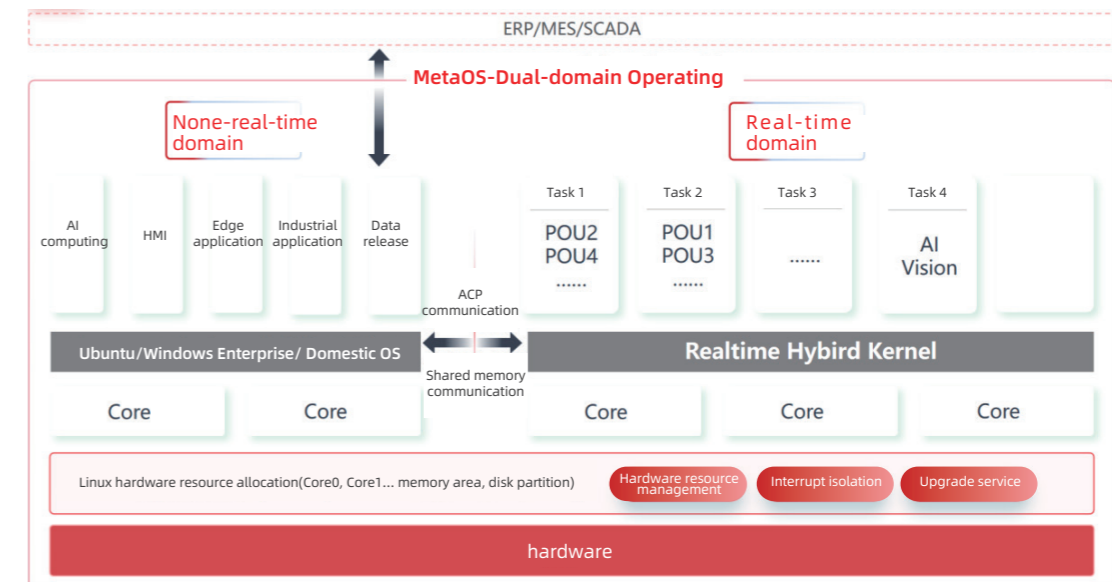 ERP/MES/SCADA
MetaOS-Dual-domain Operating
None-real-time
domain
Real-time
domain
AI
computing
HMI
Edge
application
Industrial
application
Data
release
ACP
communication
Task 1
POU2
POU4
......
Task 2
POU1
POU3
......
Task 3
......
Task 4
AI
Vision
Ubuntu/Windows Enterprise/ Domestic OS
Shared memory
communication
Realtime Hybird Kernel
Core
Core
Core
Core
Core
Linux hardware resource allocation(Core0, Core1... memory area, disk partition)
Hardware resource
management
Interrupt isolation
Upgrade service
hardware